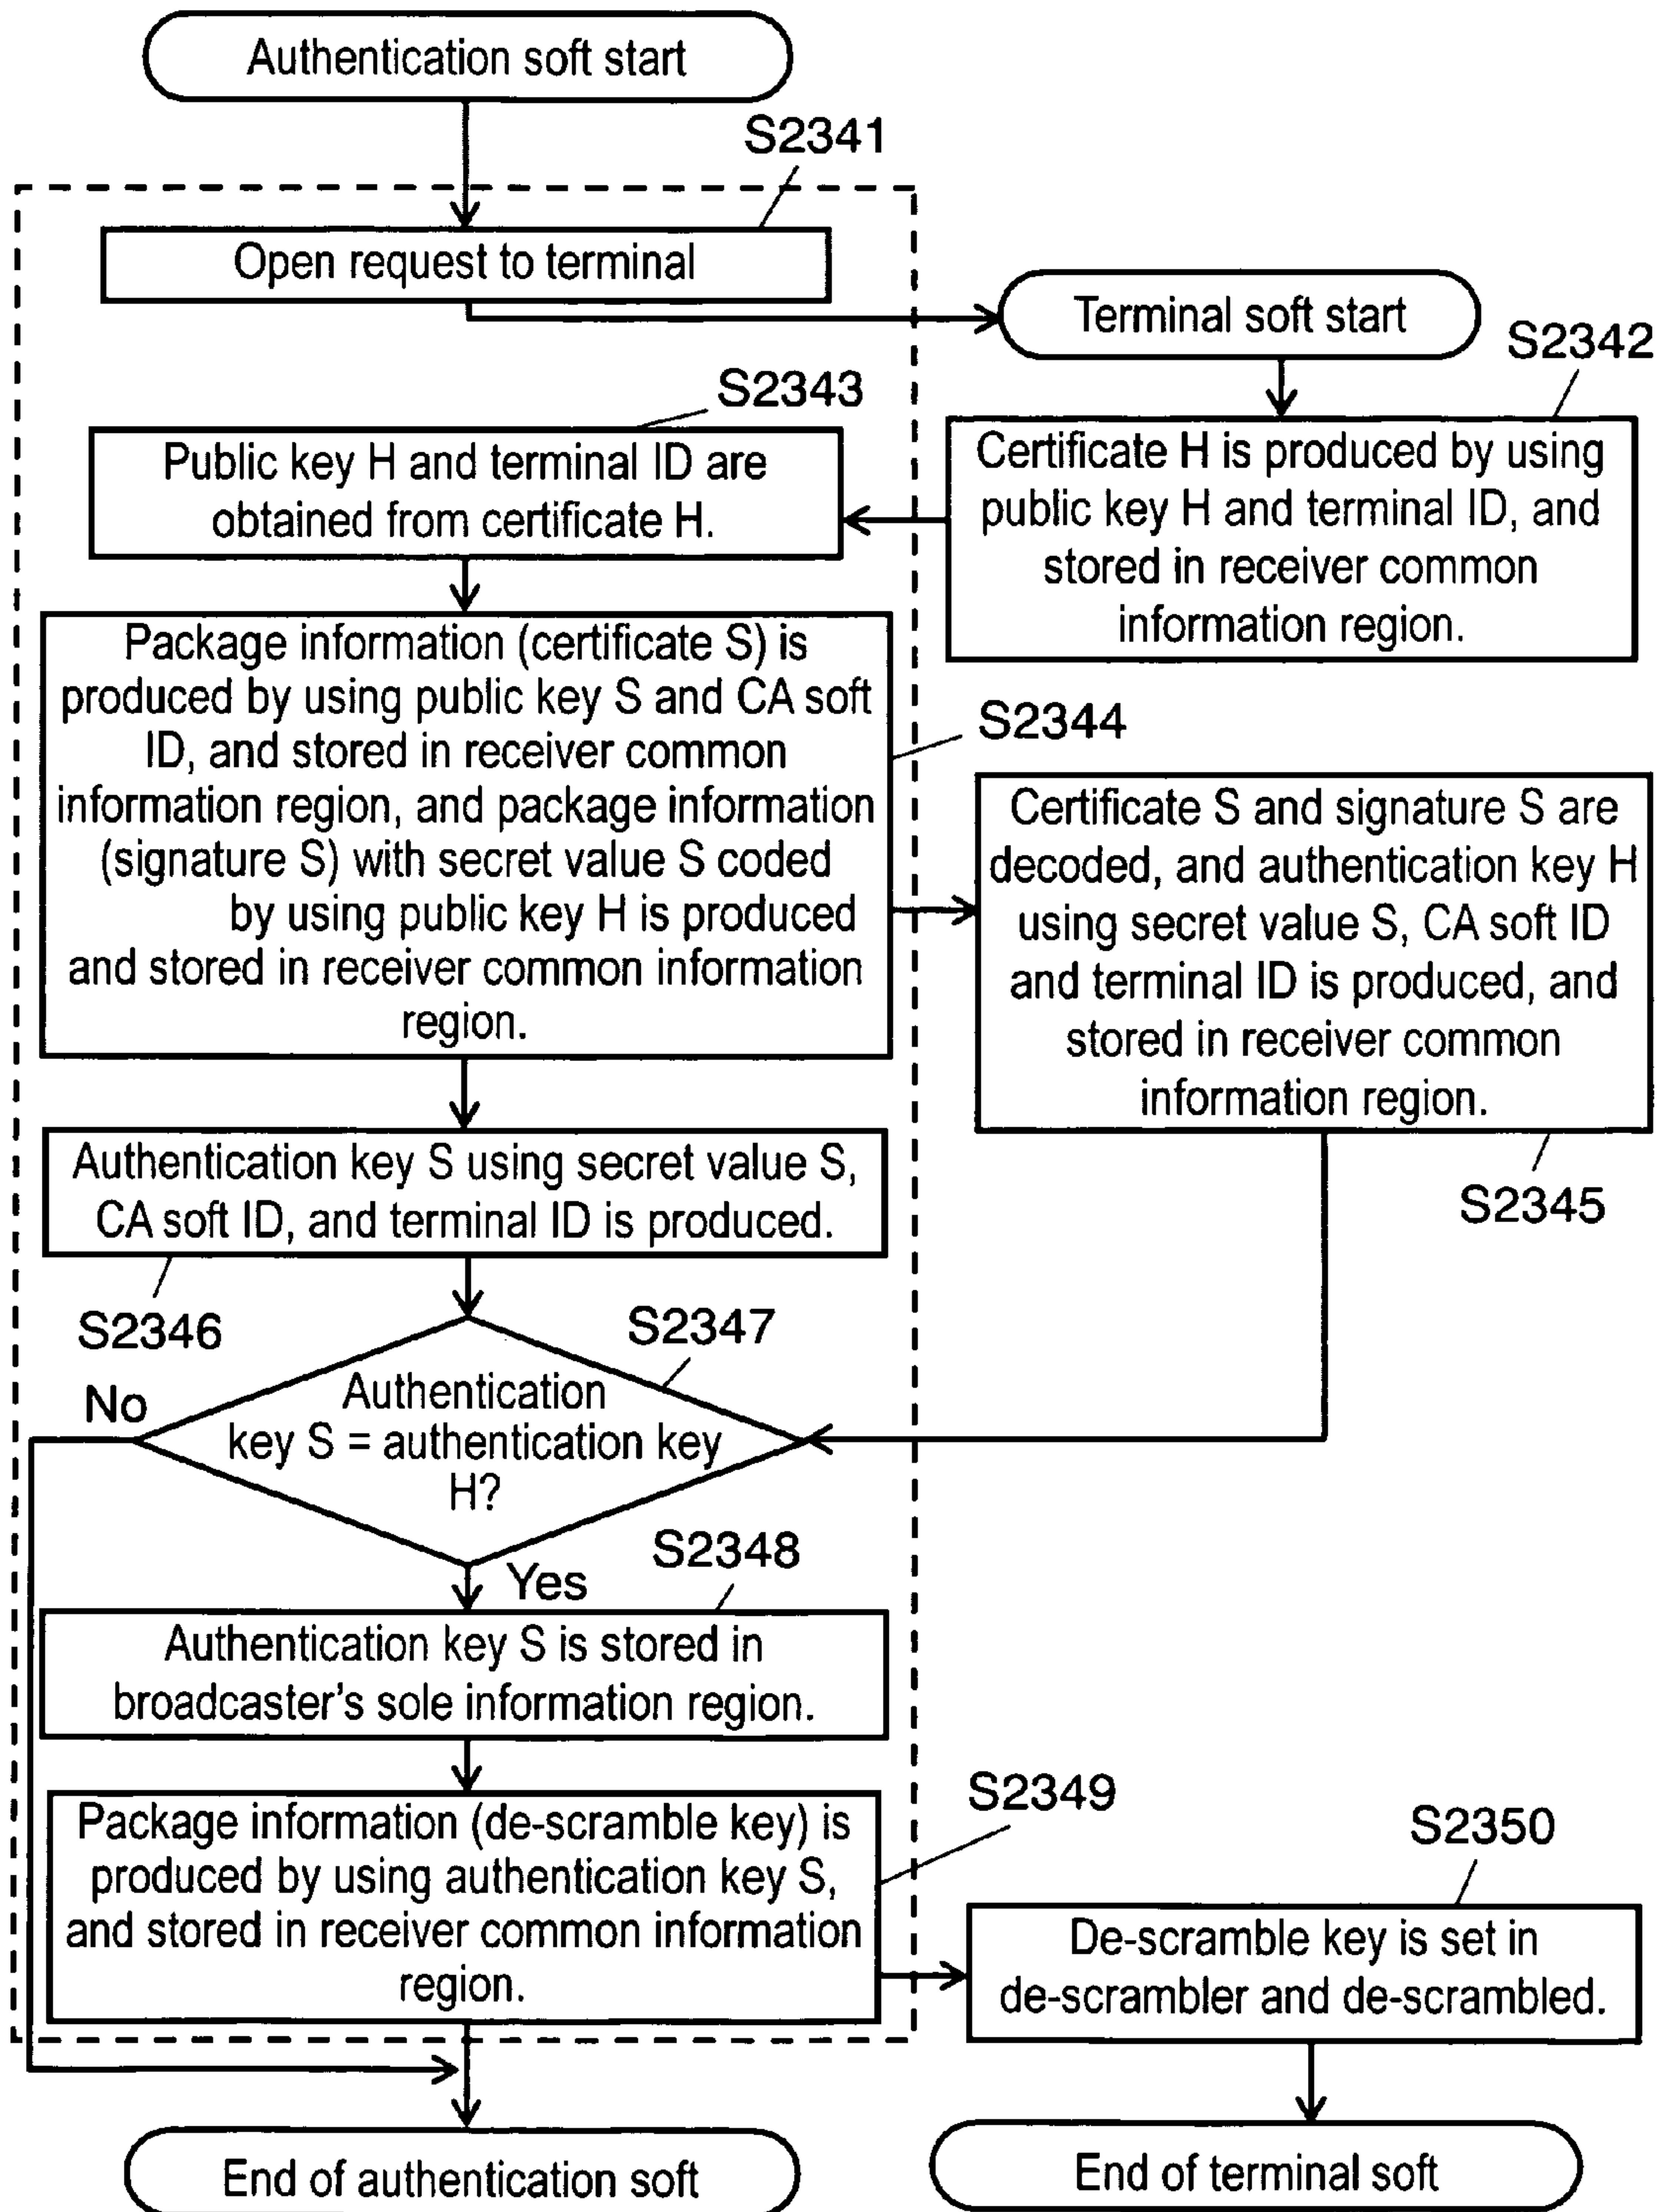 Authentication soft start
S2341
Open request to terminal
Terminal soft start
S2342
Certificate H is produced by using
public key H and terminal ID, and
stored in receiver common
information region.
S2343
Public key H and terminal ID are
obtained from certificate H.
Package information (certificate S) is
produced by using public key S and CA soft
ID, and stored in receiver common
information region, and package information
(signature S) with secret value S coded
by using public key H is produced
and stored in receiver common information
region.
S2344
Certificate S and signature S are
decoded, and authentication key H
using secret value S, CA soft ID
and terminal ID is produced, and
stored in receiver common
information region.
S2345
Authentication key S using secret value S,
CA soft ID, and terminal ID is produced.
S2346
S2347
Authentication
key S = authentication key
H?
No
Yes
S2348
Authentication key S is stored in
broadcaster's sole information region.
S2349
Package information (de-scramble key) is
produced by using authentication key S,
and stored in receiver common information
region.
S2350
De-scramble key is set in
de-scrambler and de-scrambled.
End of authentication soft
End of terminal soft